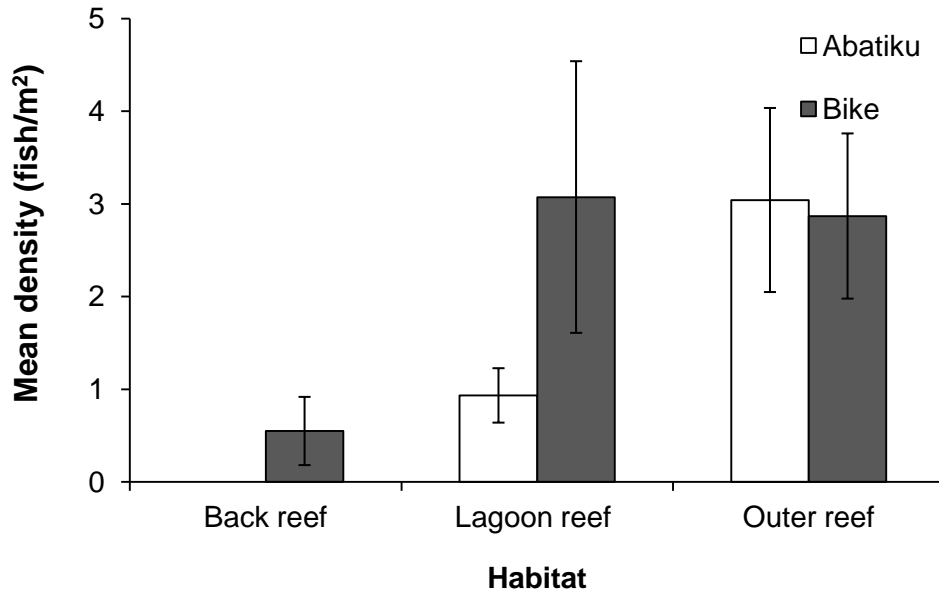 Mean density (fish/m²)
5
4
3
2
1
0
Abatiku
Bike
Back reef
Lagoon reef
Outer reef
Habitat